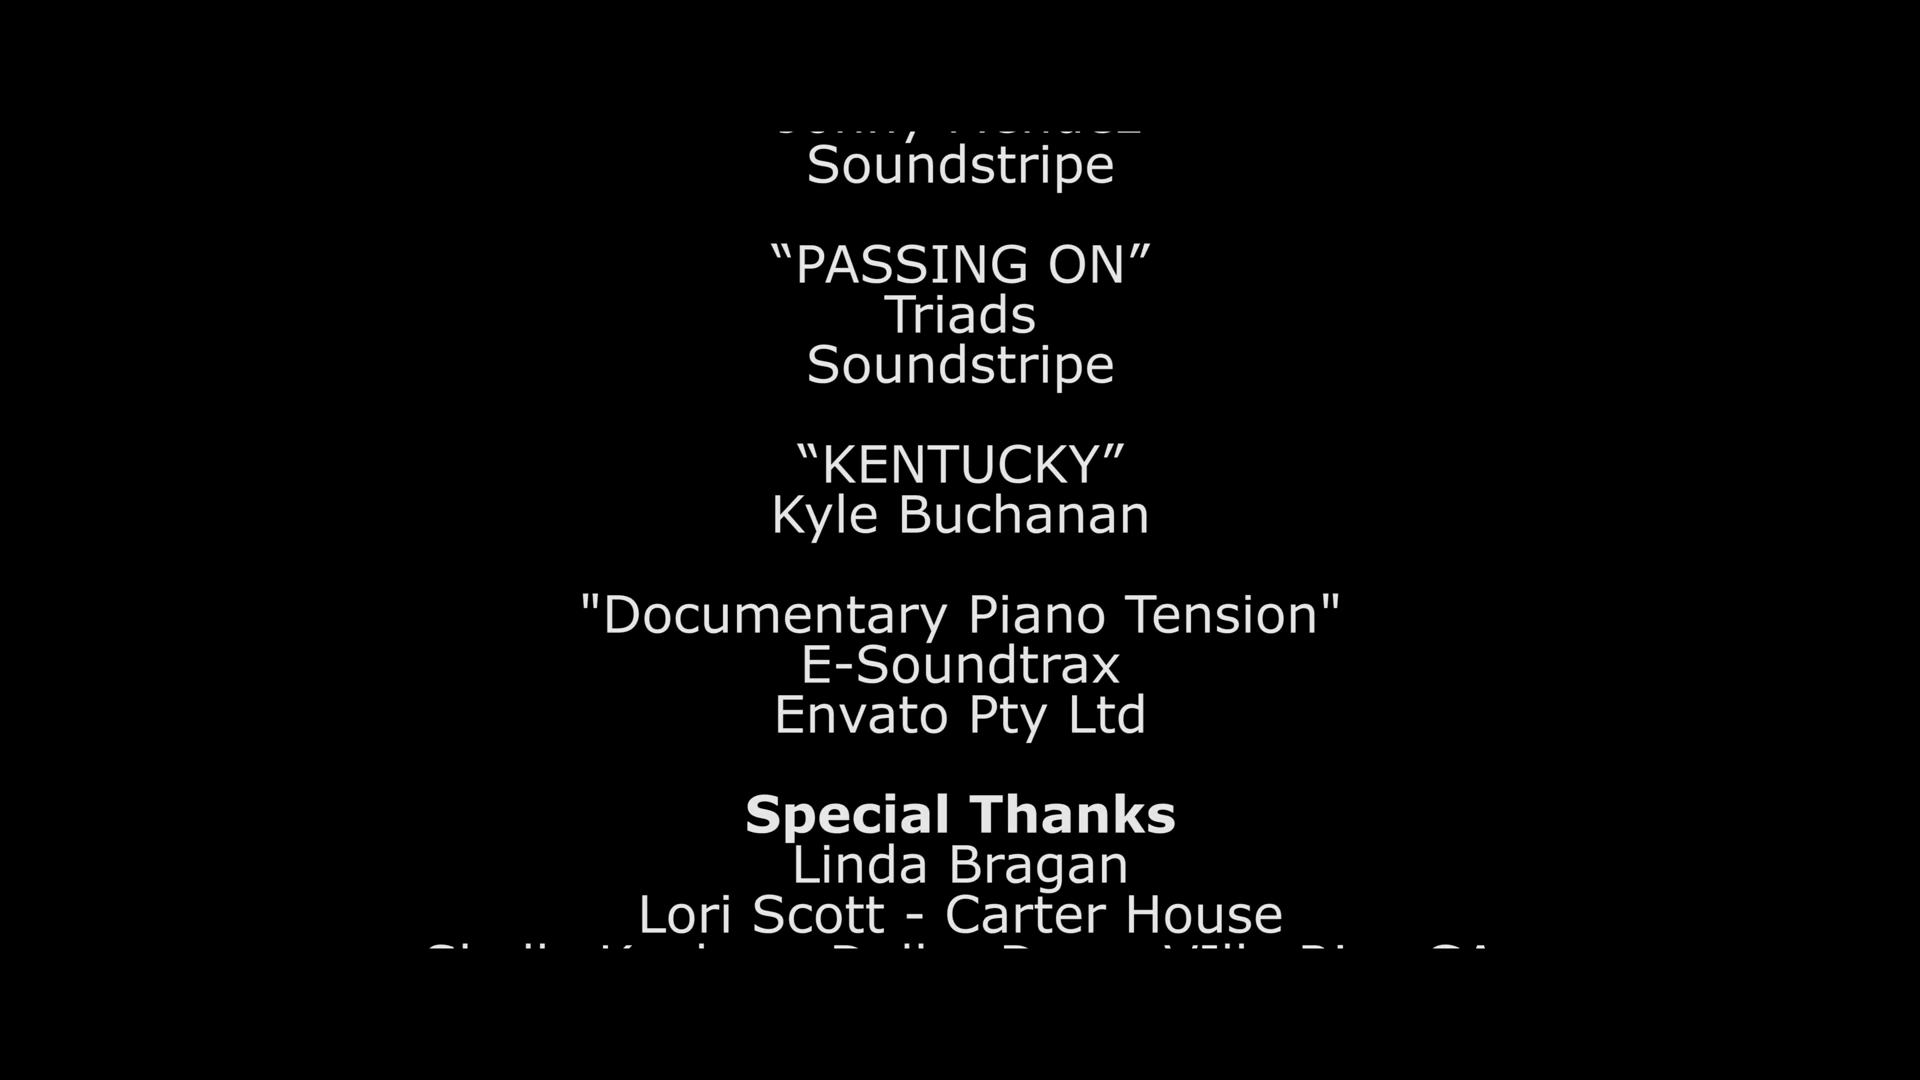 Soundstripe
“PASSING ON”
Triads
Soundstripe
“KENTUCKY”
Kyle Buchanan
"Documentary Piano Tension"
E-Soundtrax
Envato Pty Ltd
Special Thanks
Linda Bragan
Lori Scott - Carter House